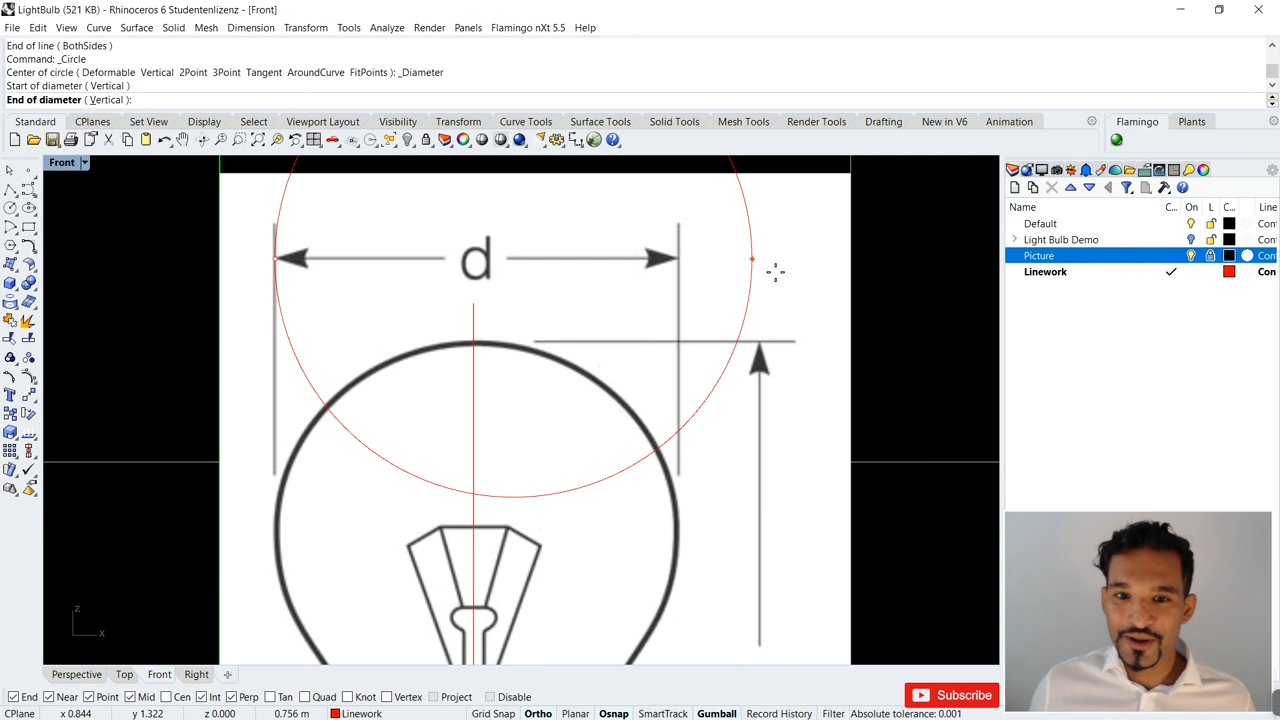 LightBulb (521 KB) - Rhinoceros 6 Studentenlizenz - [Front]
File Edit View Curve Surface Solid Mesh Dimension Transform Tools Analyze Render Panels Flamingo nXt 5.5 Help
End of line ( BothSides )
Command: _Circle
Center of circle ( Deformable Vertical 2Point 3Point Tangent AroundCurve FitPoints ): _Diameter
Start of diameter ( Vertical )
End of diameter ( Vertical ):
Standard CPlanes Set View Display Select Viewport Layout Visibility Transform Curve Tools Surface Tools Solid Tools Mesh Tools Render Tools Drafting New in V6 Animation Flamingo Plants
Front
Name C... On L C... Line
Default Con
Light Bulb Demo Con
Picture Con
Linework Con
d
z
x
Perspective Top Front Right
End Near Point Mid Cen Int Perp Tan Quad Knot Vertex Project Disable
Subscribe
CPlane x 0.844 y 1.322 z 0.000 0.756 m Linework Grid Snap Ortho Planar Osnap SmartTrack Gumball Record History Filter Absolute tolerance: 0.001